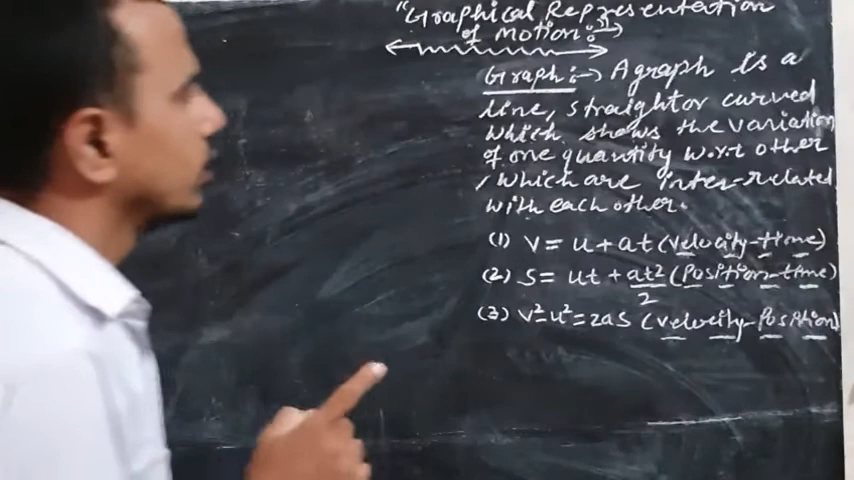 "Graphical Representation
of motion":→
Graph:→ A graph is a
line, straight or curved
which shows the variation
of one quantity w.r.t other
, which are inter-related
with each other.
(1) v = u + at (velocity-time)
(2) S = ut + at2/2 (Position-time)
(3) v²-u² = 2as (velocity-Position)